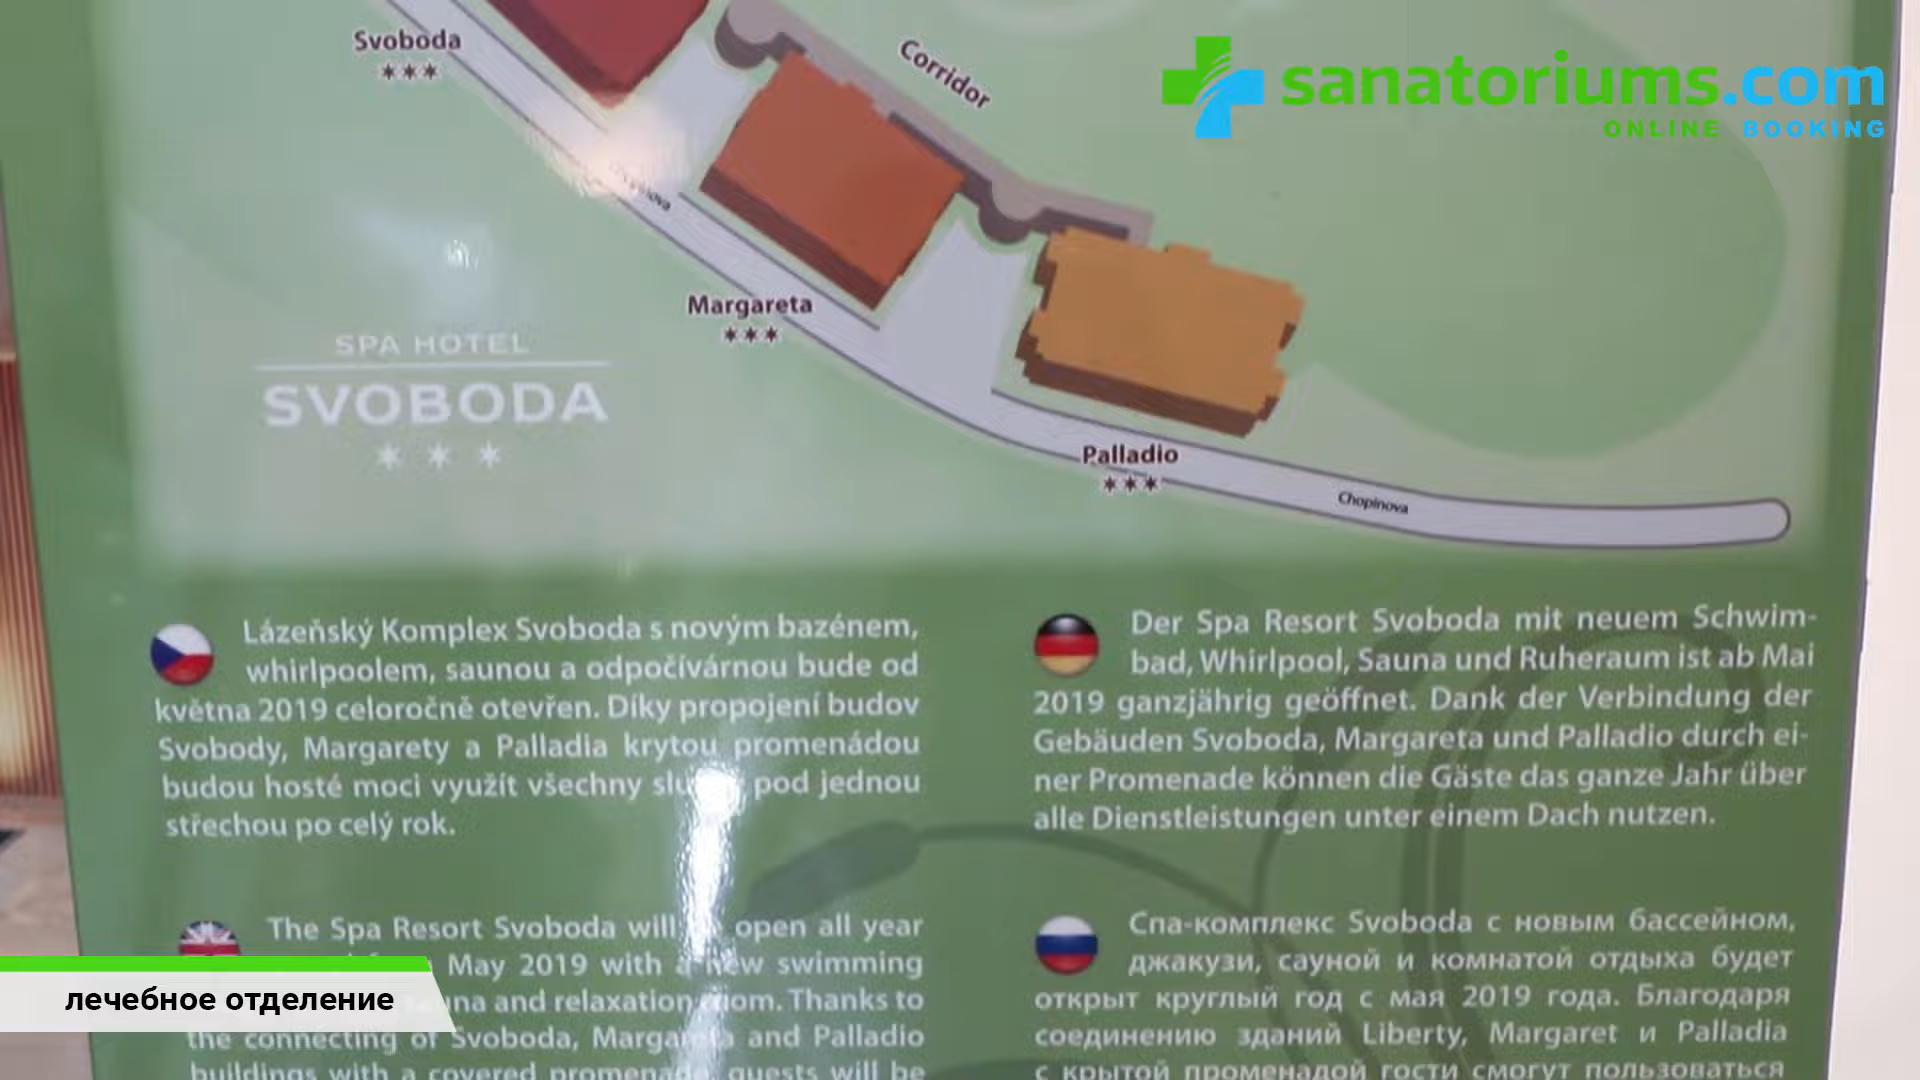 Svoboda
***
Corridor
sanatoriums.com
ONLINE BOOKING
Margareta
***
SPA HOTEL
SVOBODA
***
Palladio
***
Chopinova
Lázeňský Komplex Svoboda s novým bazénem,
whirlpoolem, saunou a odpočívárnou bude od
května 2019 celoročně otevřen. Díky propojení budov
Svobody, Margarety a Palladia krytou promenádou
budou hosté moci využít všechny pod jednou
střechou po celý rok.
Der Spa Resort Svoboda mit neuem Schwim-
bad, Whirlpool, Sauna und Ruheraum ist ab Mai
2019 ganzjährig geöffnet. Dank der Verbindung der
Gebäuden Svoboda, Margareta und Palladio durch ei-
ner Promenade können die Gäste das ganze Jahr über
alle Dienstleistungen unter einem Dach nutzen.
The Spa Resort Svoboda will open all year
May 2019 with a new swimming
and relaxation room. Thanks to
the connecting of Svoboda, Margareta and Palladio
buildings with a covered promenade, guests will be
Спа-комплекс Svoboda с новым бассейном,
джакузи, сауной и комнатой отдыха будет
открыт круглый год с мая 2019 года. Благодаря
соединению зданий Liberty, Margaret и Palladia
с крытой променадой гости смогут пользоваться
лечебное отделение